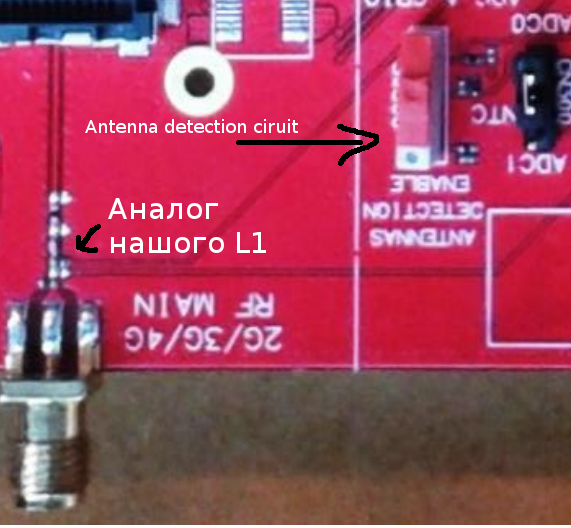 ADC0
Antenna detection ciruit
NTC
ADC1
Аналог
нашого L1
ANTENNAS
DETECTION
ENABLE
2G/3G/4G
RF MAIN